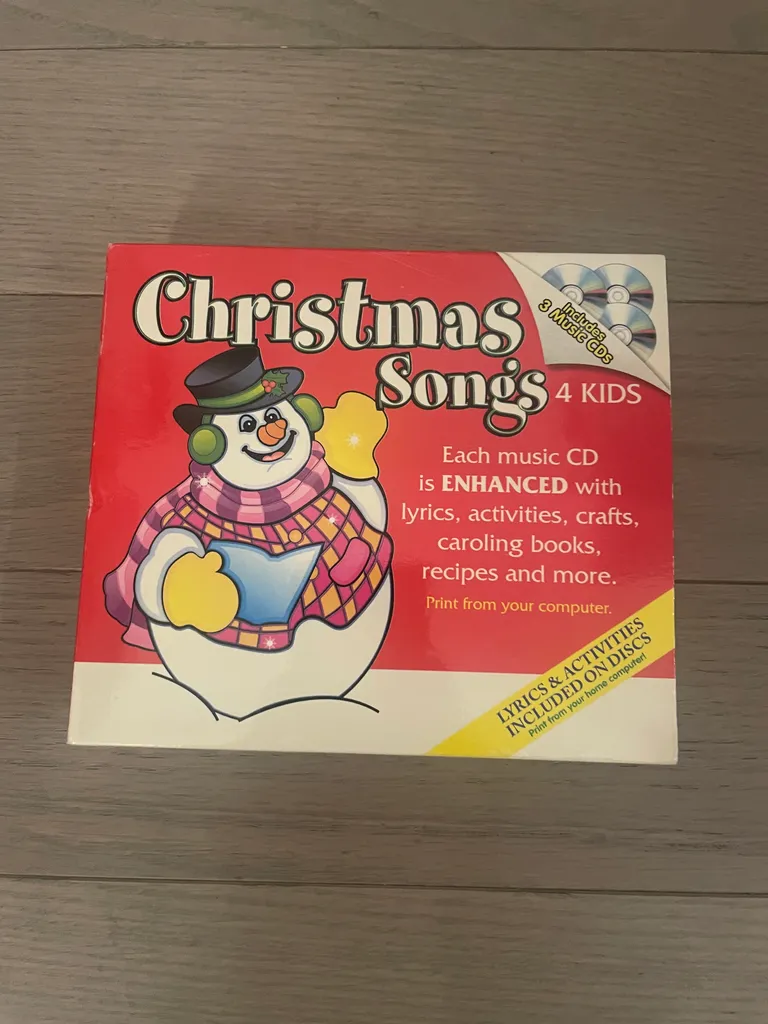 Christmas
Songs 4 KIDS
Includes
3 Music CDs
Each music CD
is ENHANCED with
lyrics, activities, crafts,
caroling books,
recipes and more.
Print from your computer.
LYRICS & ACTIVITIES
INCLUDED ON DISCS
Print from your home computer!